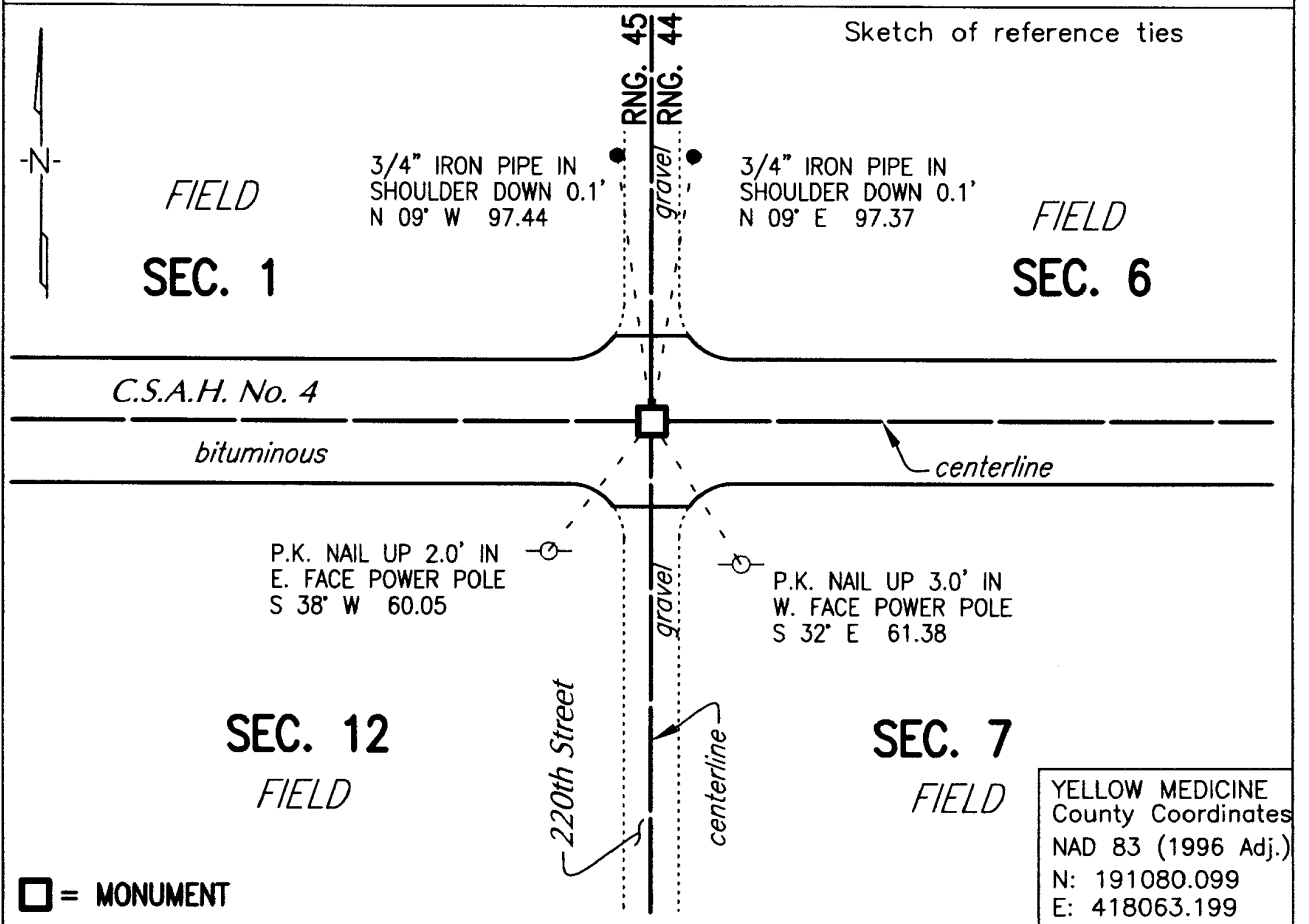 Sketch of reference ties
RNG. 45
RNG. 44
-N-
FIELD
SEC. 1
3/4" IRON PIPE IN
SHOULDER DOWN 0.1'
N 09° W 97.44
gravel
3/4" IRON PIPE IN
SHOULDER DOWN 0.1'
N 09° E 97.37
FIELD
SEC. 6
C.S.A.H. No. 4
bituminous
centerline
P.K. NAIL UP 2.0' IN
E. FACE POWER POLE
S 38° W 60.05
gravel
P.K. NAIL UP 3.0' IN
W. FACE POWER POLE
S 32° E 61.38
SEC. 12
FIELD
220th Street
centerline
SEC. 7
FIELD
YELLOW MEDICINE
County Coordinates
NAD 83 (1996 Adj.)
N: 191080.099
E: 418063.199
= MONUMENT